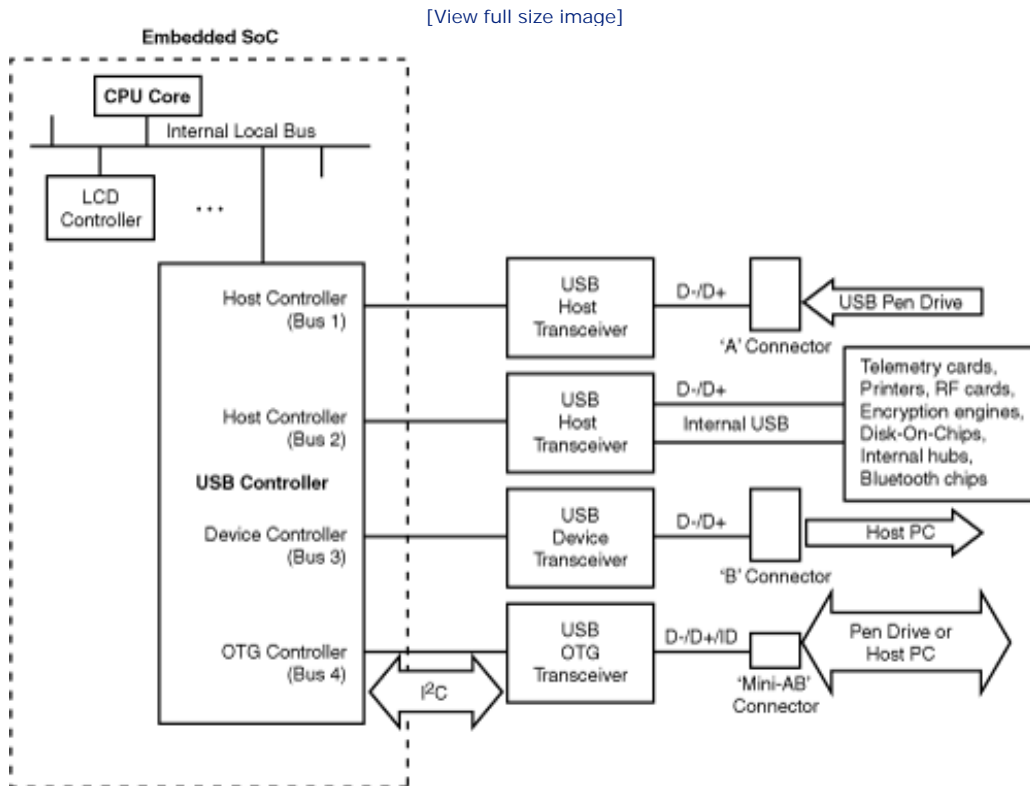 [View full size image]
Embedded SoC
CPU Core
Internal Local Bus
LCD
Controller
...
Host Controller
(Bus 1)
USB
Host
Transceiver
D-/D+
'A' Connector
USB Pen Drive
Host Controller
(Bus 2)
USB
Host
Transceiver
D-/D+
Internal USB
Telemetry cards,
Printers, RF cards,
Encryption engines,
Disk-On-Chips,
Internal hubs,
Bluetooth chips
USB Controller
Device Controller
(Bus 3)
USB
Device
Transceiver
D-/D+
'B' Connector
Host PC
OTG Controller
(Bus 4)
I²C
USB
OTG
Transceiver
D-/D+/ID
'Mini-AB'
Connector
Pen Drive or
Host PC